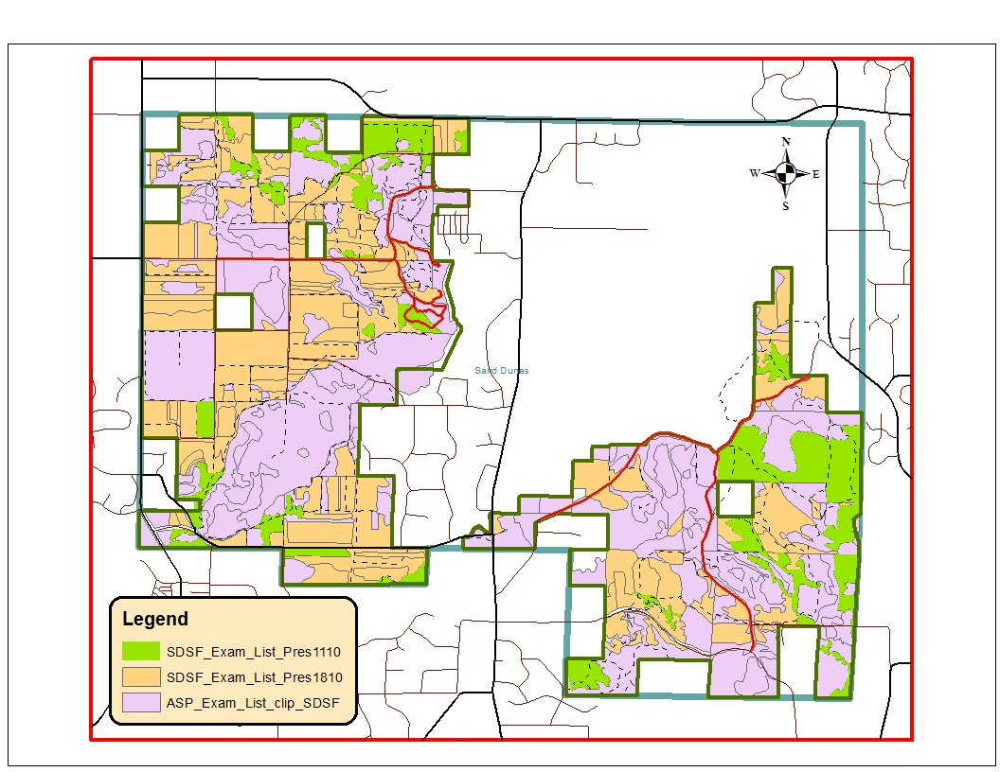 N
W E
S
Sand Dunes
Legend
SDSF_Exam_List_Pres1110
SDSF_Exam_List_Pres1810
ASP_Exam_List_clip_SDSF